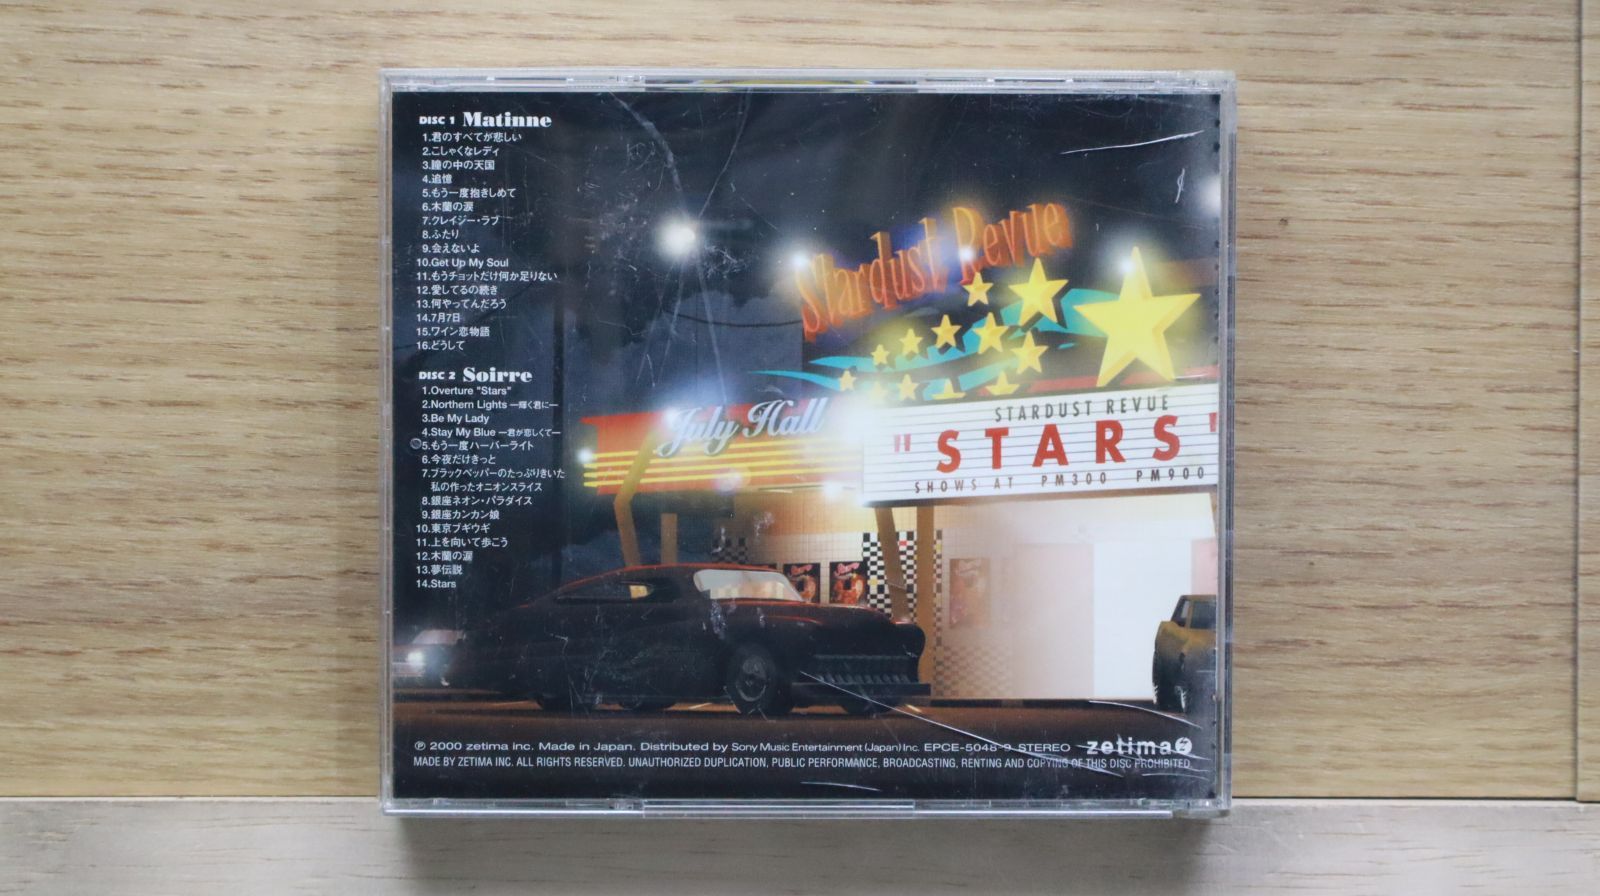 DISC 1 Matinne
1.君のすべてが悲しい
2.こしゃくなレディ
3.瞳の中の天国
4.追憶
5.もう一度抱きしめて
6.木蘭の涙
7.クレイジー・ラブ
8.ふたり
9.会えないよ
10.Get Up My Soul
11.もうチョットだけ何か足りない
12.愛してるの続き
13.何やってんだろう
14.7月7日
15.ワイン恋物語
16.どうして
DISC 2 Soirre
1.Overture "Stars"
2.Northern Lights —輝く君に—
3.Be My Lady
4.Stay My Blue —君が恋しくて—
5.もう一度ハーバーライト
6.今夜だけきっと
7.ブラックペッパーのたっぷりきいた
私の作ったオニオンスライス
8.銀座ネオン・パラダイス
9.銀座カンカン娘
10.東京ブギウギ
11.上を向いて歩こう
12.木蘭の涙
13.夢伝説
14.Stars
Stardust Revue
July Hall
STARDUST REVUE
"STARS"
SHOWS AT PM300 PM900
℗ 2000 zetima inc. Made in Japan. Distributed by Sony Music Entertainment (Japan) Inc. EPCE-5048~9 STEREO zetima
MADE BY ZETIMA INC. ALL RIGHTS RESERVED. UNAUTHORIZED DUPLICATION, PUBLIC PERFORMANCE, BROADCASTING, RENTING AND COPYING OF THIS DISC PROHIBITED.